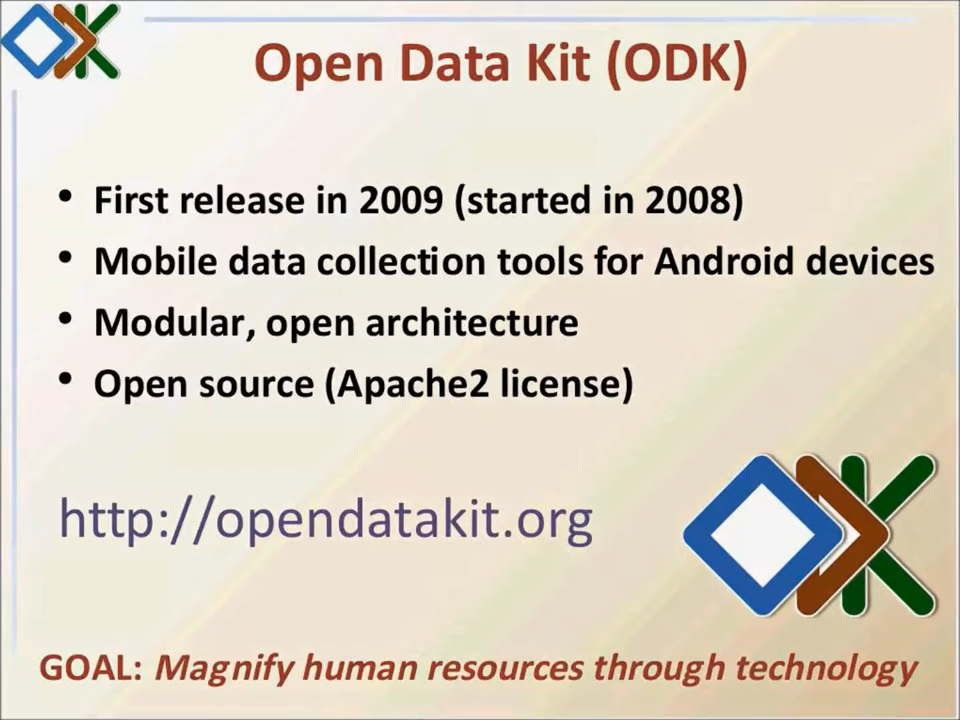 Open Data Kit (ODK)
• First release in 2009 (started in 2008)
• Mobile data collection tools for Android devices
• Modular, open architecture
• Open source (Apache2 license)
http://opendatakit.org
GOAL: Magnify human resources through technology